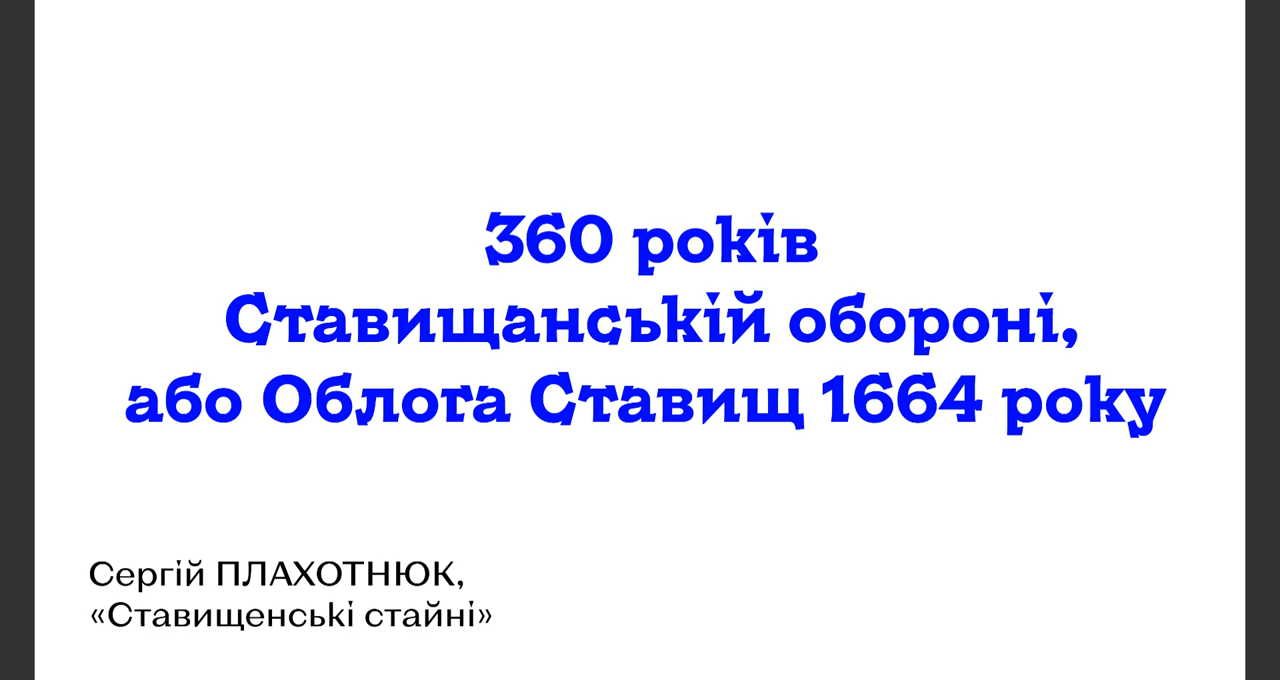 360 років
Ставищанській обороні,
або Облога Ставищ 1664 року
Сергій ПЛАХОТНЮК,
«Ставищенські стайні»